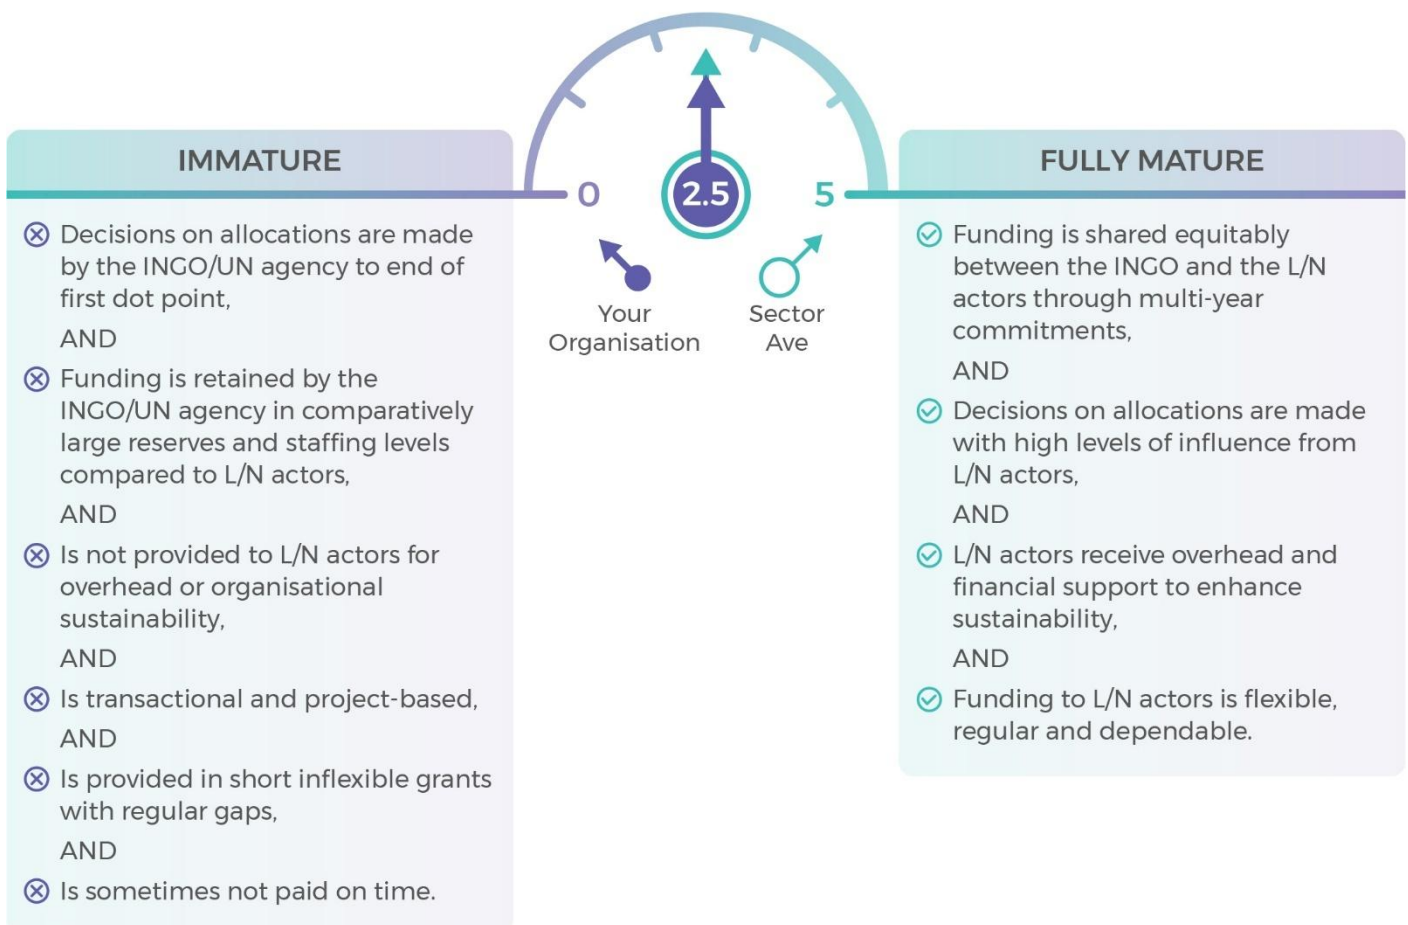 IMMATURE
Decisions on allocations are made
by the INGO/UN agency to end of
first dot point,
AND
Funding is retained by the
INGO/UN agency in comparatively
large reserves and staffing levels
compared to L/N actors,
AND
Is not provided to L/N actors for
overhead or organisational
sustainability,
AND
Is transactional and project-based,
AND
Is provided in short inflexible grants
with regular gaps,
AND
Is sometimes not paid on time.
0
2.5
5
Your
Organisation
Sector
Ave
FULLY MATURE
Funding is shared equitably
between the INGO and the L/N
actors through multi-year
commitments,
AND
Decisions on allocations are made
with high levels of influence from
L/N actors,
AND
L/N actors receive overhead and
financial support to enhance
sustainability,
AND
Funding to L/N actors is flexible,
regular and dependable.